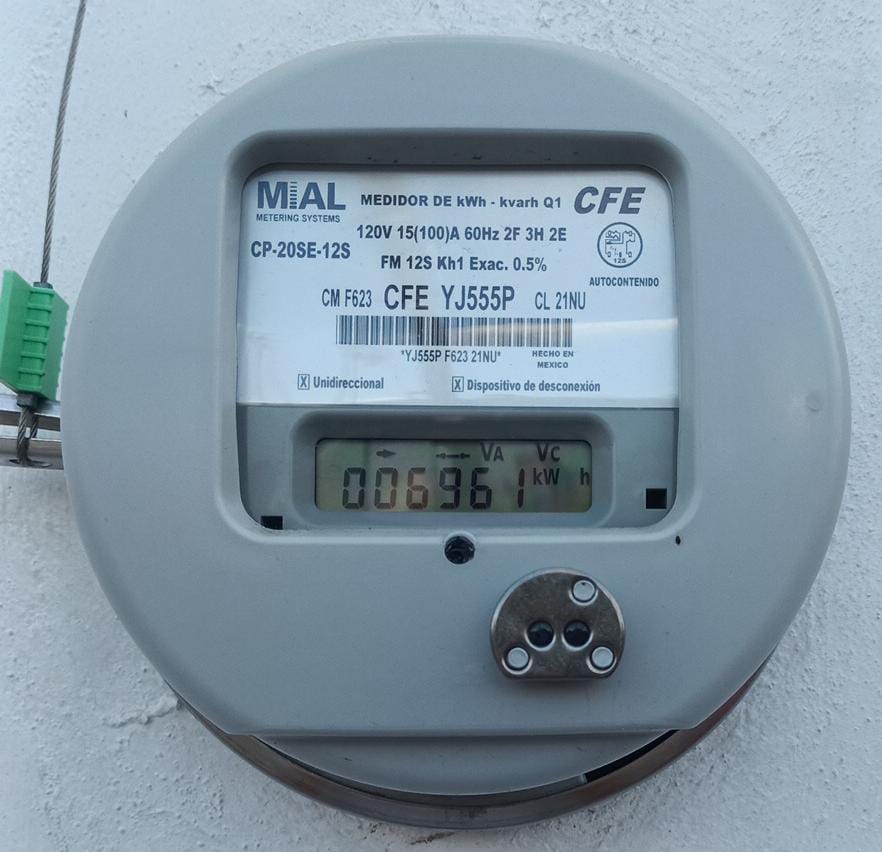 MIAL MEDIDOR DE kWh - kvarh Q1 CFE
METERING SYSTEMS
120V 15(100)A 60Hz 2F 3H 2E
CP-20SE-12S
FM 12S Kh1 Exac. 0.5%
12S
AUTOCONTENIDO
CM F623 CFE YJ555P CL 21NU
*YJ555P F623 21NU*
HECHO EN
MEXICO
X Unidireccional X Dispositivo de desconexión
VA VC
006961 kW h